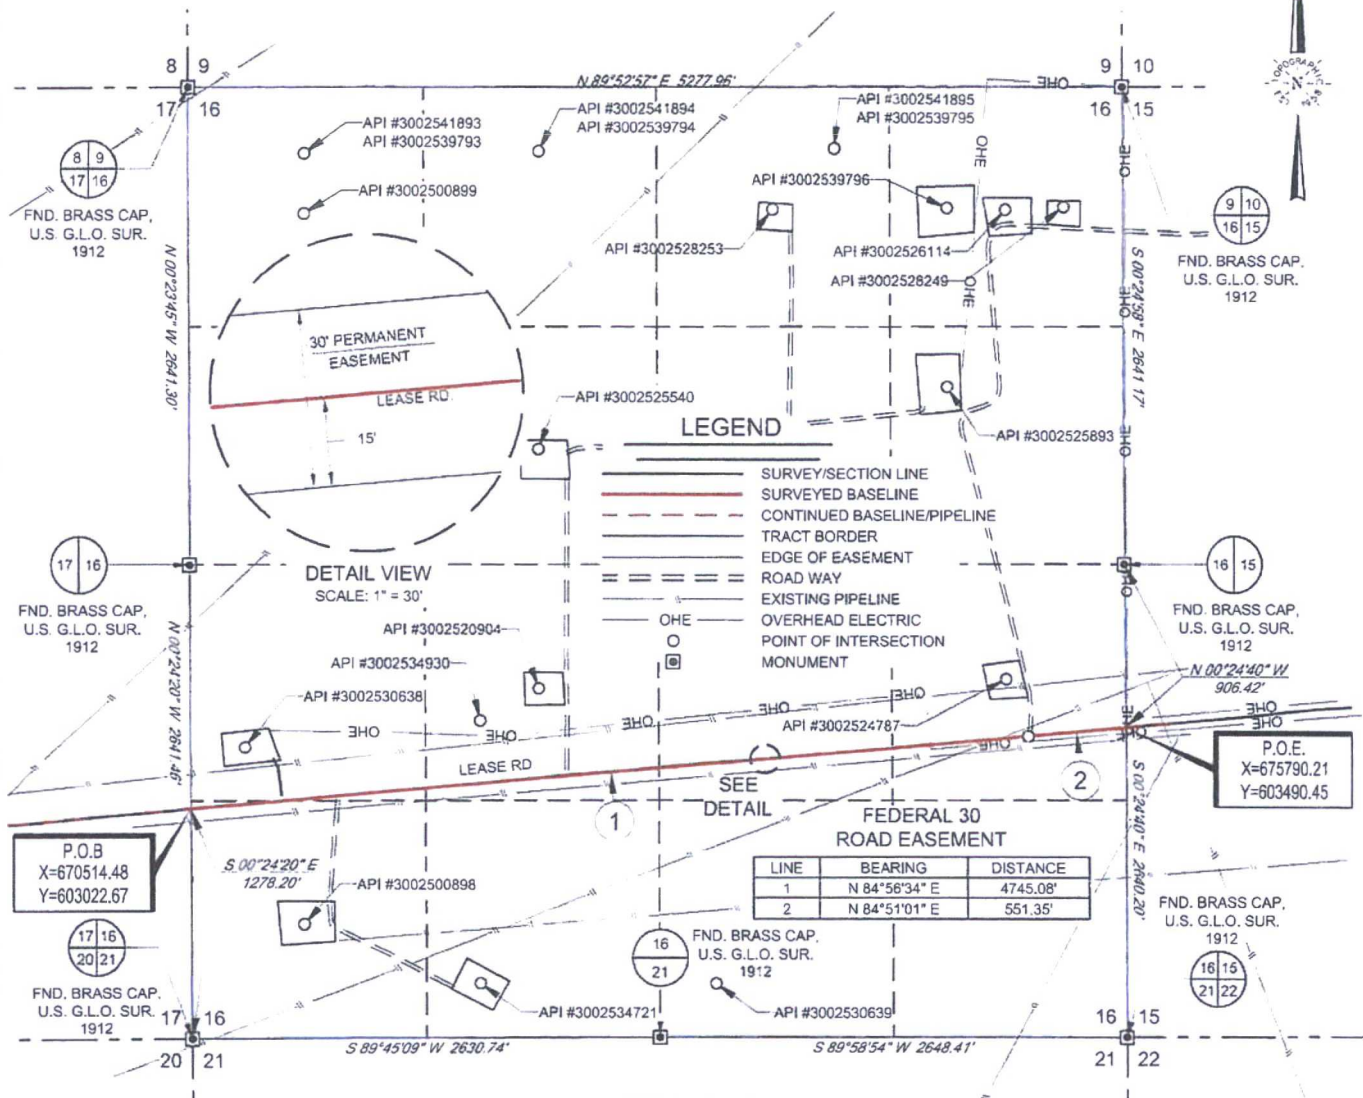 8 9
17 16
N 89°52'57" E 5277.96'
9 10
16 15
OHE
TOPOGRAPHIC
N
API #3002541893
API #3002539793
API #3002541894
API #3002539794
API #3002541895
API #3002539795
8 9
17 16
FND. BRASS CAP,
U.S. G.L.O. SUR.
1912
API #3002500899
API #3002539796
API #3002528253
API #3002526114
API #3002528249
OHE
OHE
OHE
OHE
OHE
9 10
16 15
FND. BRASS CAP,
U.S. G.L.O. SUR.
1912
N 00°23'45" W 2641.30'
S 00°24'58" E 2641.17'
30' PERMANENT
EASEMENT
LEASE RD.
15'
DETAIL VIEW
SCALE: 1" = 30'
API #3002525540
API #3002525893
LEGEND
SURVEY/SECTION LINE
SURVEYED BASELINE
CONTINUED BASELINE/PIPELINE
TRACT BORDER
EDGE OF EASEMENT
ROAD WAY
EXISTING PIPELINE
OHE OVERHEAD ELECTRIC
POINT OF INTERSECTION
MONUMENT
17 16
FND. BRASS CAP,
U.S. G.L.O. SUR.
1912
16 15
FND. BRASS CAP,
U.S. G.L.O. SUR.
1912
N 00°24'20" W 2641.46'
API #3002520904
API #3002534930
API #3002530638
API #3002524787
N 00°24'40" W
906.42'
OHE
OHE
OHE
OHE
OHE
OHE
OHE
OHE
OHE
LEASE RD
1
SEE
DETAIL
2
P.O.E.
X=675790.21
Y=603490.45
P.O.B
X=670514.48
Y=603022.67
S 00°24'20" E
1278.20'
S 00°24'40" E 2640.20'
FEDERAL 30
ROAD EASEMENT
LINE BEARING DISTANCE
1 N 84°56'34" E 4745.08'
2 N 84°51'01" E 551.35'
API #3002500898
17 16
20 21
FND. BRASS CAP,
U.S. G.L.O. SUR.
1912
16
21
FND. BRASS CAP,
U.S. G.L.O. SUR.
1912
FND. BRASS CAP,
U.S. G.L.O. SUR.
1912
16 15
21 22
API #3002534721
API #3002530639
17 16
20 21
S 89°45'09" W 2630.74'
S 89°58'54" W 2648.41'
16 15
21 22